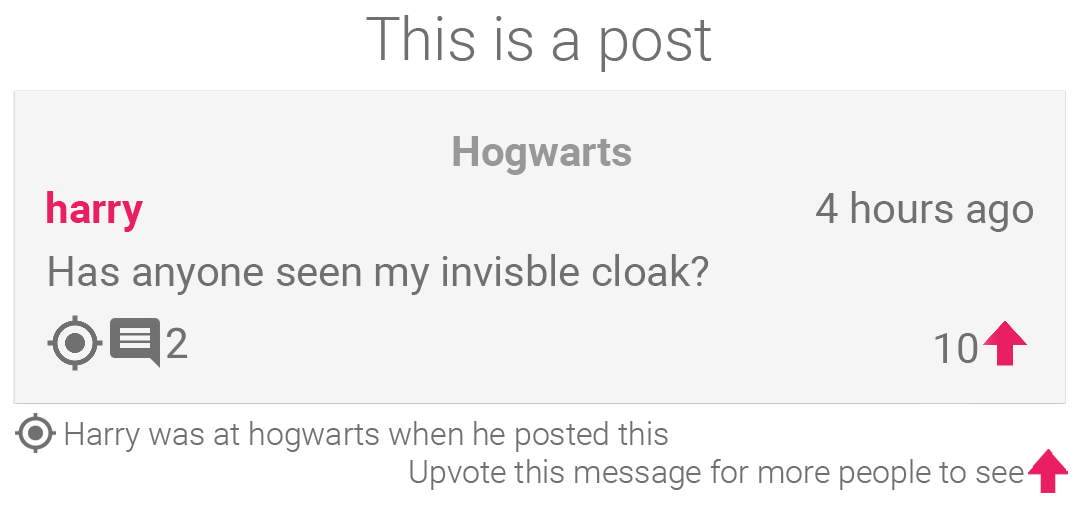 This is a post
Hogwarts
harry 4 hours ago
Has anyone seen my invisble cloak?
2 10
Harry was at hogwarts when he posted this
Upvote this message for more people to see